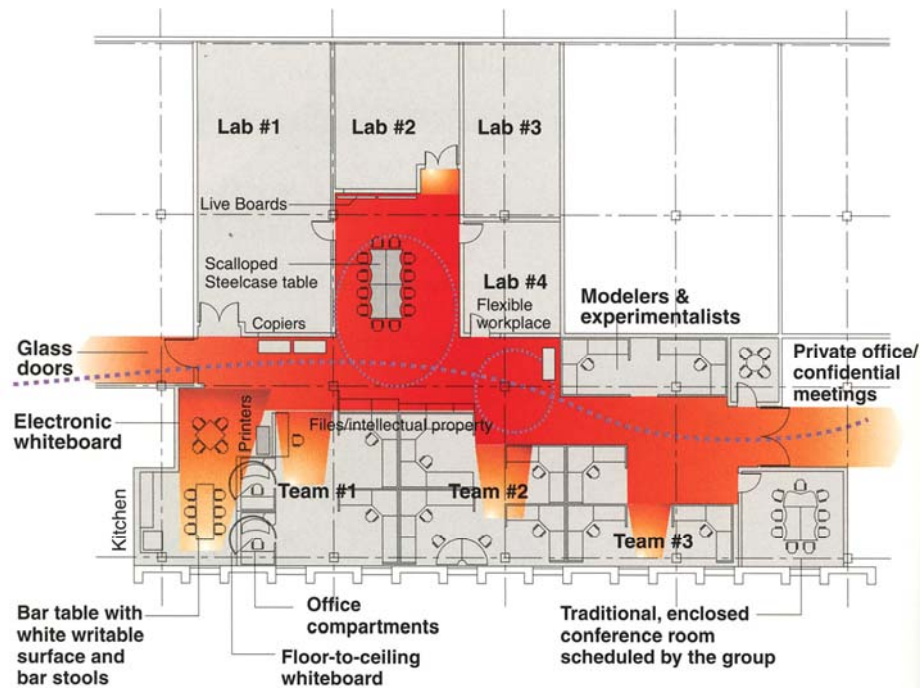 Lab #1
Lab #2
Lab #3
Live Boards
Scalloped
Steelcase table
Lab #4
Flexible
workplace
Modelers &
experimentalists
Copiers
Glass
doors
Private office/
confidential
meetings
Electronic
whiteboard
Printers
Files/intellectual property
Kitchen
Team #1
Team #2
Team #3
Bar table with
white writable
surface and
bar stools
Office
compartments
Floor-to-ceiling
whiteboard
Traditional, enclosed
conference room
scheduled by the group